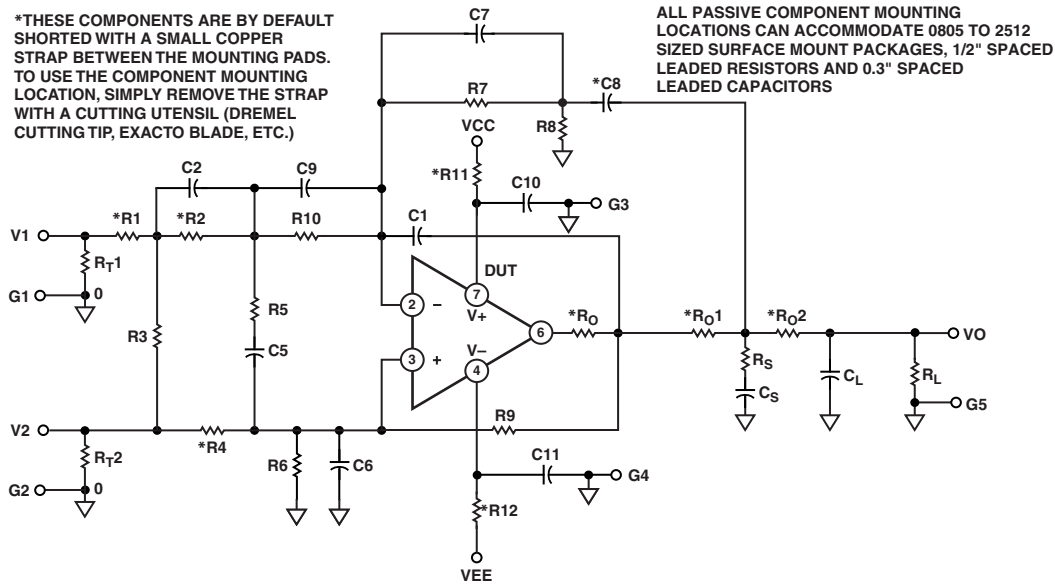 *THESE COMPONENTS ARE BY DEFAULT
SHORTED WITH A SMALL COPPER
STRAP BETWEEN THE MOUNTING PADS.
TO USE THE COMPONENT MOUNTING
LOCATION, SIMPLY REMOVE THE STRAP
WITH A CUTTING UTENSIL (DREMEL
CUTTING TIP, EXACTO BLADE, ETC.)
ALL PASSIVE COMPONENT MOUNTING
LOCATIONS CAN ACCOMMODATE 0805 TO 2512
SIZED SURFACE MOUNT PACKAGES, 1/2" SPACED
LEADED RESISTORS AND 0.3" SPACED
LEADED CAPACITORS
C7
R7
*C8
R8
VCC
*R11
C10
G3
C2
C9
*R1
*R2
R10
C1
V1
RT1
G1
0
DUT
7
V+
2
–
R3
R5
C5
3
+
V–
4
6
*RO
*RO1
*RO2
VO
RS
CS
CL
RL
G5
V2
*R4
R9
RT2
G2
0
R6
C6
C11
G4
*R12
VEE